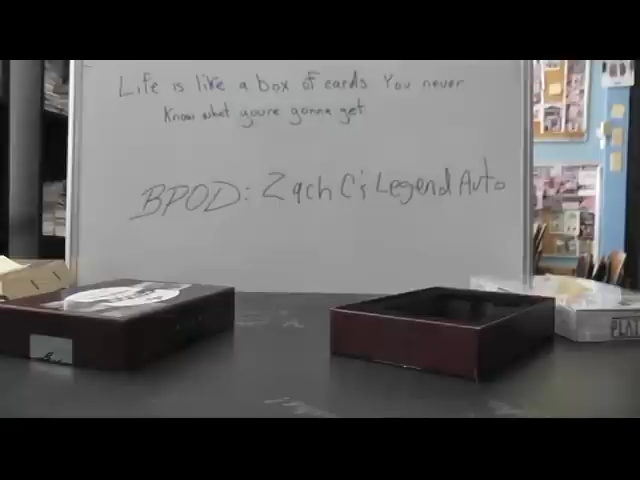 Life is like a box of cards You never
Know what you're gonna get
BPOD: Zach C's Legend Auto